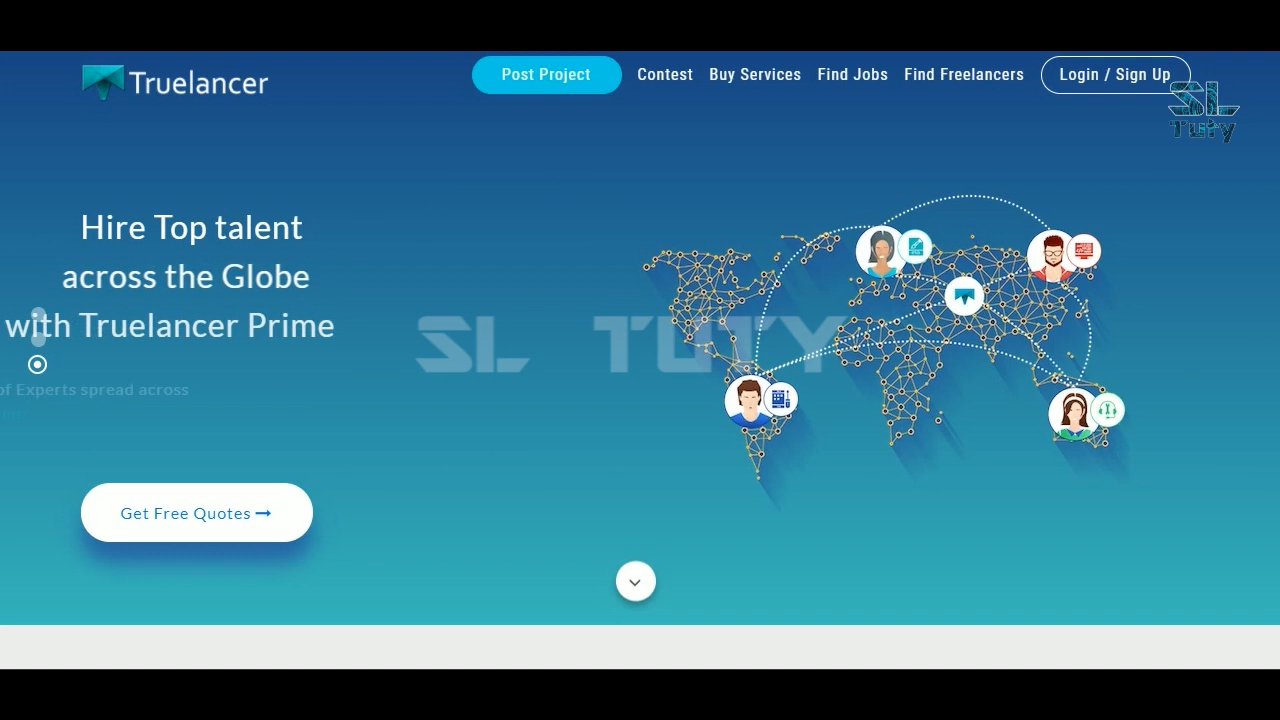 Truelancer
Post Project
Contest
Buy Services
Find Jobs
Find Freelancers
Login / Sign Up
SL
Tuty
Hire Top talent
across the Globe
with Truelancer Prime
SL TUTY
of Experts spread across
Get Free Quotes